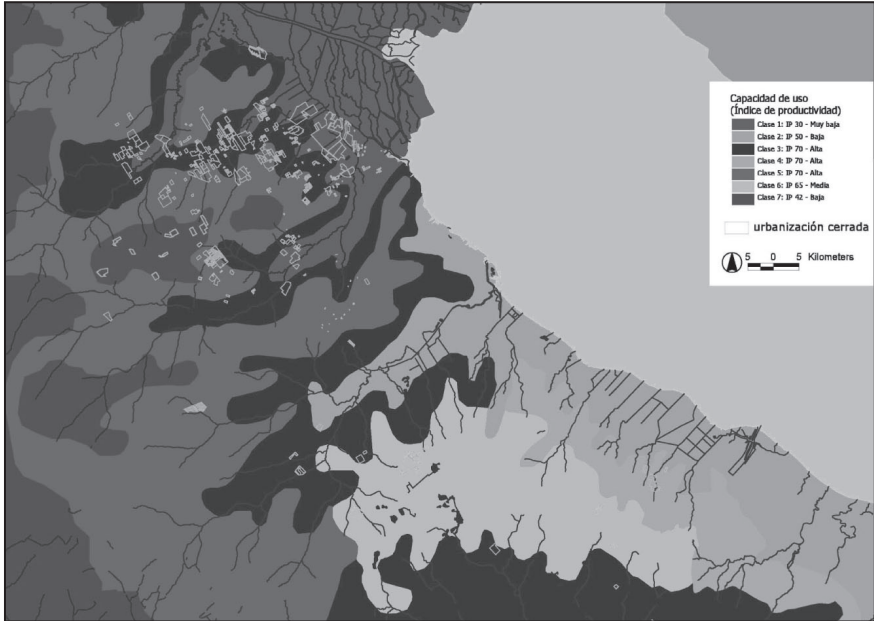 Capacidad de uso
(Índice de productividad)
Clase 1: IP 30 - Muy baja
Clase 2: IP 50 - Baja
Clase 3: IP 70 - Alta
Clase 4: IP 70 - Alta
Clase 5: IP 70 - Alta
Clase 6: IP 65 - Media
Clase 7: IP 42 - Baja
urbanización cerrada
5 0 5 Kilometers